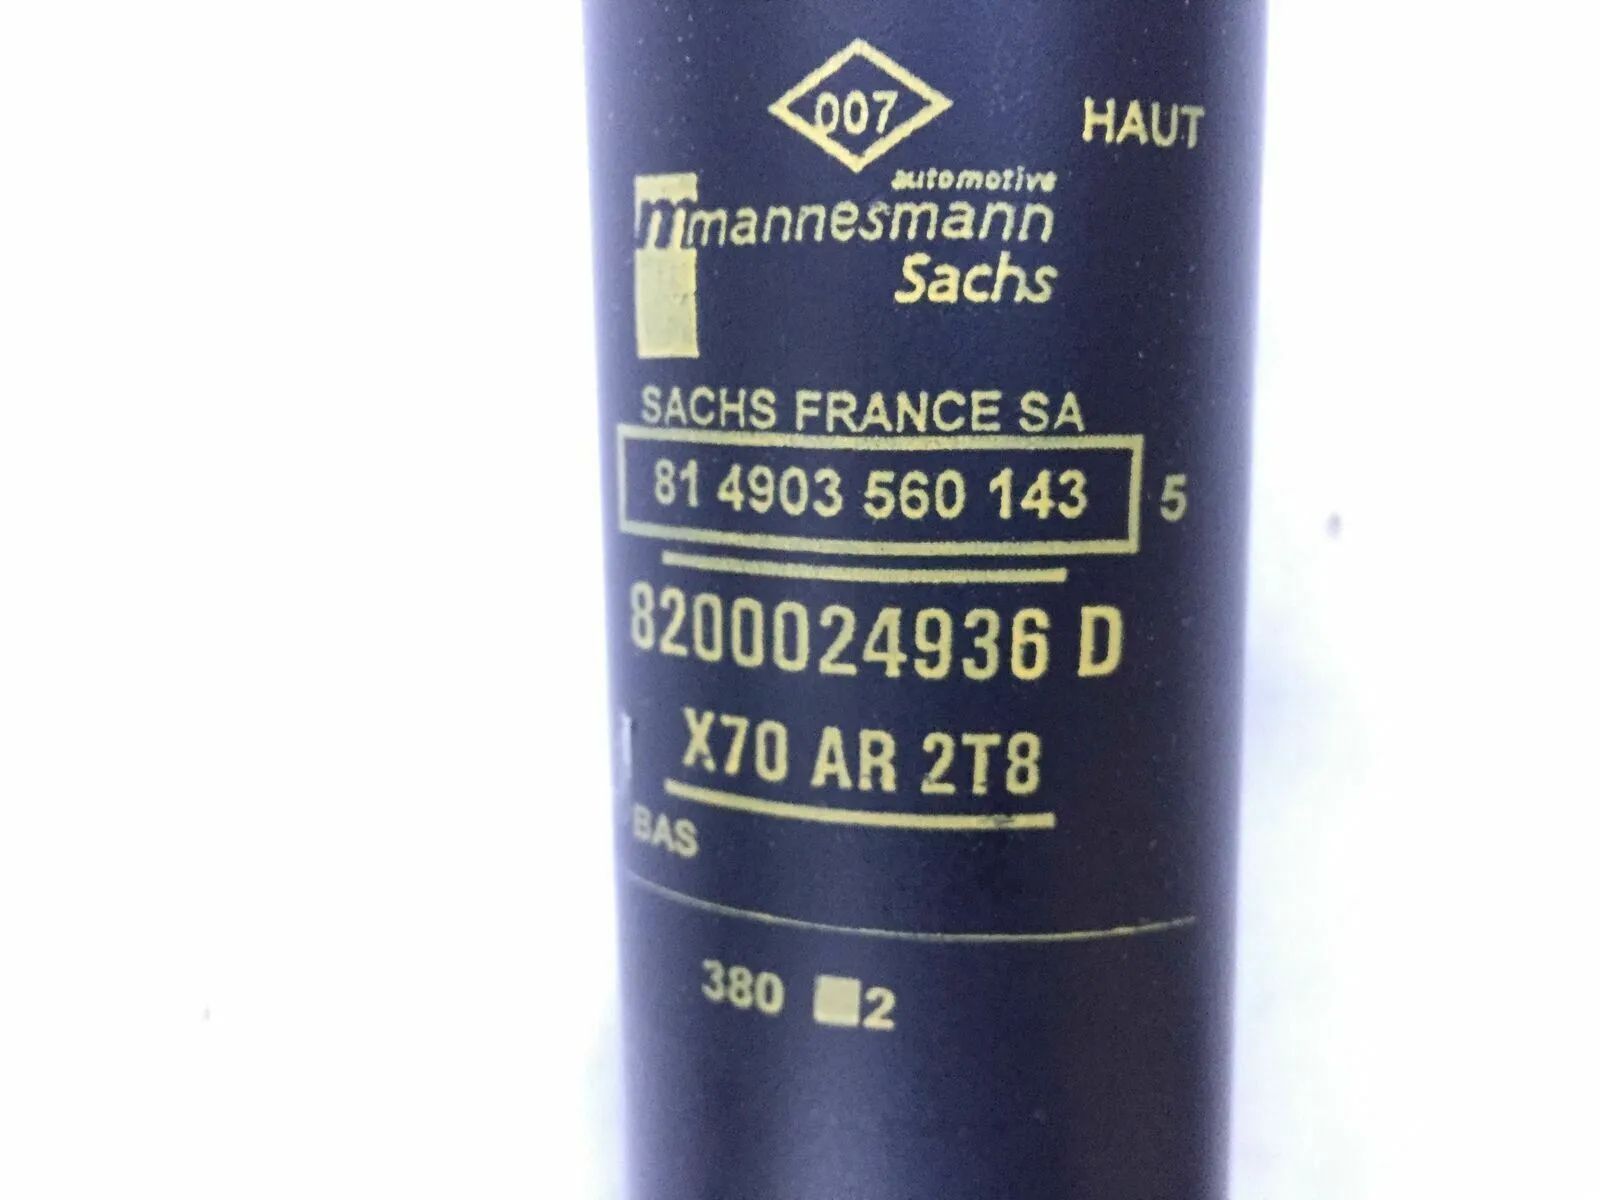 007
HAUT
automotive
mannesmann
Sachs
SACHS FRANCE SA
81 4903 560 143 5
8200024936 D
X70 AR 2T8
BAS
380 2